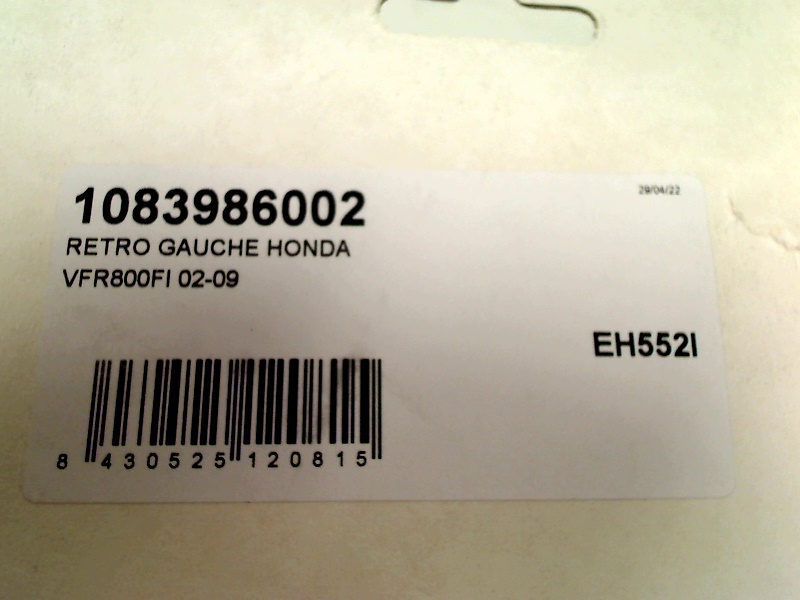 1083986002
29/04/22
RETRO GAUCHE HONDA
VFR800FI 02-09
EH552I
8 430525 120815